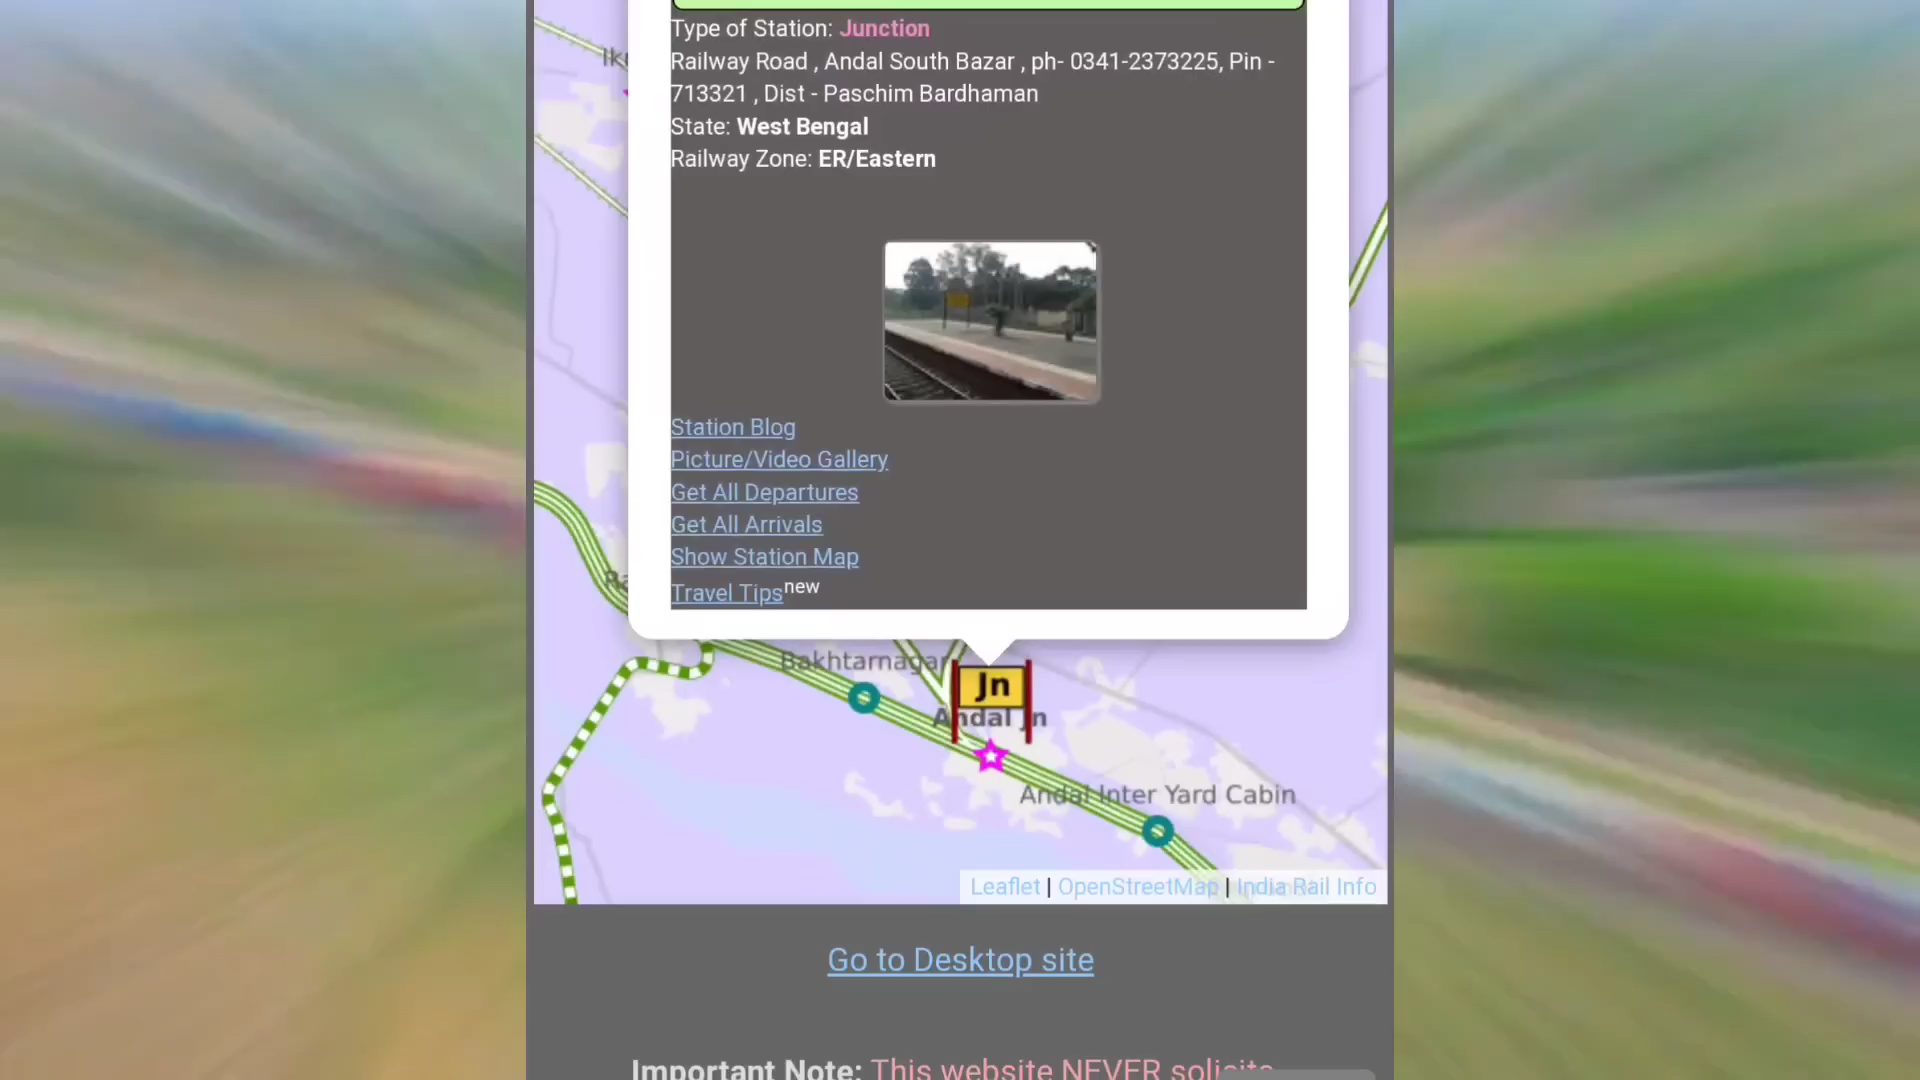 Type of Station: Junction
Railway Road , Andal South Bazar , ph- 0341-2373225, Pin -
713321 , Dist - Paschim Bardhaman
State: West Bengal
Railway Zone: ER/Eastern
Station Blog
Picture/Video Gallery
Get All Departures
Get All Arrivals
Show Station Map
Travel Tips new
Bakhtarnagar
Jn
Andal Jn
Andal Inter Yard Cabin
Leaflet | OpenStreetMap | India Rail Info
Go to Desktop site
Important Note: This website NEVER solicits